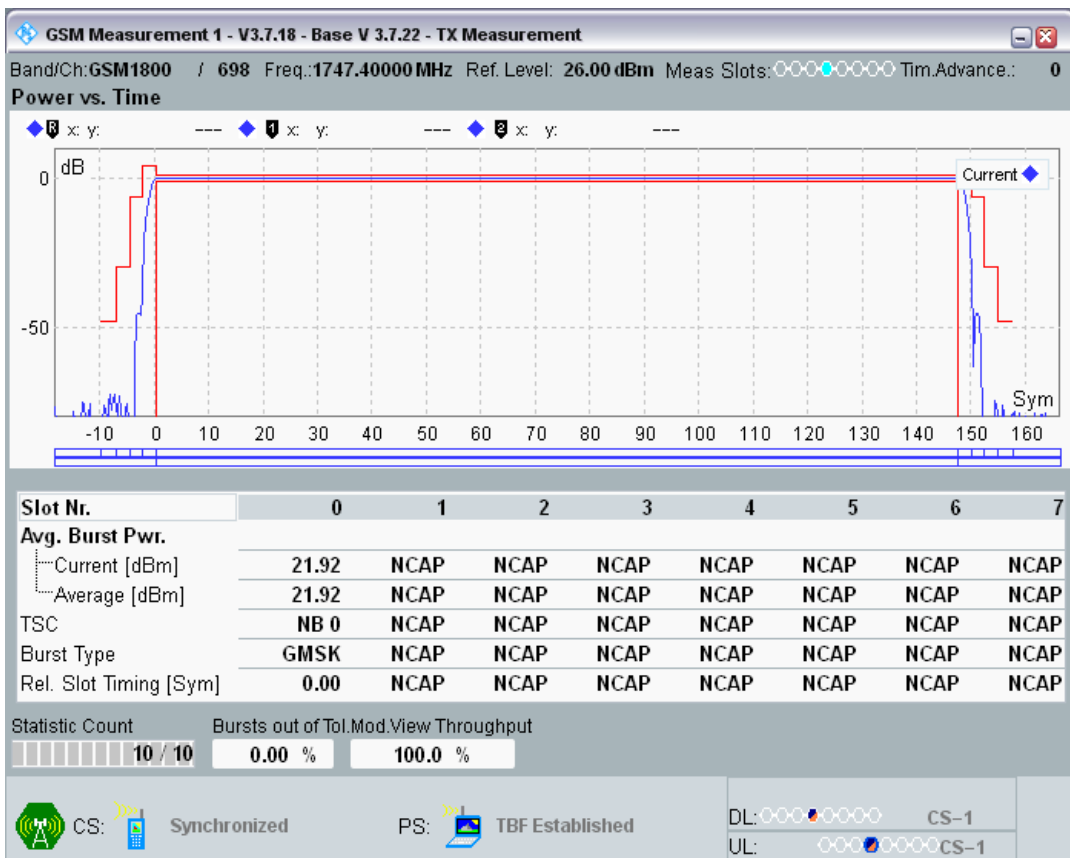 GSM Measurement 1 - V3.7.18 - Base V 3.7.22 - TX Measurement
Band/Ch:GSM1800 / 698 Freq.:1747.40000 MHz Ref. Level: 26.00 dBm Meas Slots: Tim.Advance.: 0
Power vs. Time
R x: y: --- 1 x: y: --- 2 x: y: ---
dB
Current
0
-50
Sym
-10 0 10 20 30 40 50 60 70 80 90 100 110 120 130 140 150 160
Slot Nr. 0 1 2 3 4 5 6 7
Avg. Burst Pwr.
Current [dBm] 21.92 NCAP NCAP NCAP NCAP NCAP NCAP NCAP
Average [dBm] 21.92 NCAP NCAP NCAP NCAP NCAP NCAP NCAP
TSC NB 0 NCAP NCAP NCAP NCAP NCAP NCAP NCAP
Burst Type GMSK NCAP NCAP NCAP NCAP NCAP NCAP NCAP
Rel. Slot Timing [Sym] 0.00 NCAP NCAP NCAP NCAP NCAP NCAP NCAP
Statistic Count Bursts out of Tol.Mod.View Throughput
10 / 10 0.00 % 100.0 %
CS: Synchronized PS: TBF Established
DL: CS-1
UL: CS-1